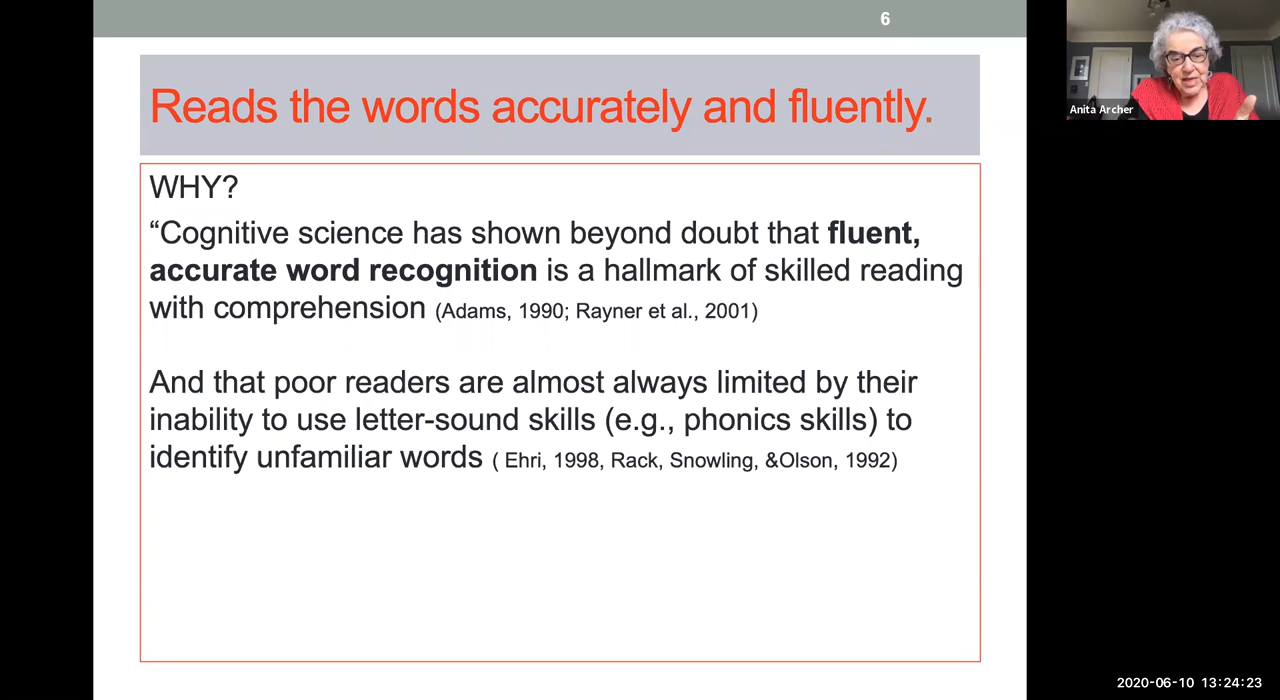 6
Reads the words accurately and fluently.
WHY?
“Cognitive science has shown beyond doubt that fluent,
accurate word recognition is a hallmark of skilled reading
with comprehension (Adams, 1990; Rayner et al., 2001)
And that poor readers are almost always limited by their
inability to use letter-sound skills (e.g., phonics skills) to
identify unfamiliar words ( Ehri, 1998, Rack, Snowling, &Olson, 1992)
Anita Archer
2020-06-10 13:24:23